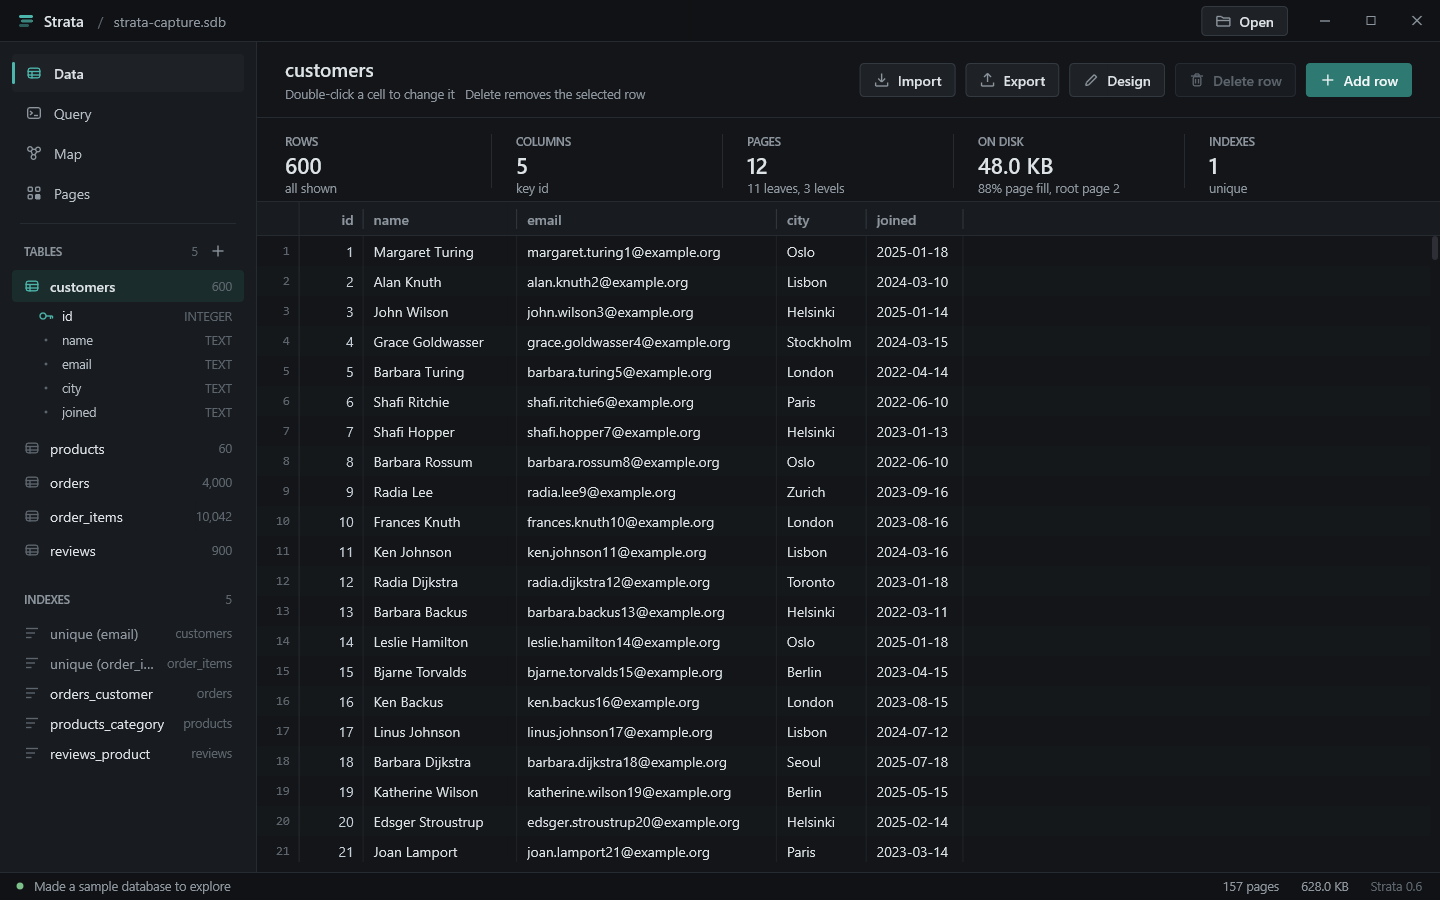 Strata / strata-capture.sdb Open
Data
Query
Map
Pages
TABLES 5
customers 600
id INTEGER
name TEXT
email TEXT
city TEXT
joined TEXT
products 60
orders 4,000
order_items 10,042
reviews 900
INDEXES 5
unique (email) customers
unique (order_i... order_items
orders_customer orders
products_category products
reviews_product reviews
customers
Double-click a cell to change it Delete removes the selected row
Import Export Design Delete row Add row
ROWS COLUMNS PAGES ON DISK INDEXES
600 5 12 48.0 KB 1
all shown key id 11 leaves, 3 levels 88% page fill, root page 2 unique
id name email city joined
1 1 Margaret Turing margaret.turing1@example.org Oslo 2025-01-18
2 2 Alan Knuth alan.knuth2@example.org Lisbon 2024-03-10
3 3 John Wilson john.wilson3@example.org Helsinki 2025-01-14
4 4 Grace Goldwasser grace.goldwasser4@example.org Stockholm 2024-03-15
5 5 Barbara Turing barbara.turing5@example.org London 2022-04-14
6 6 Shafi Ritchie shafi.ritchie6@example.org Paris 2022-06-10
7 7 Shafi Hopper shafi.hopper7@example.org Helsinki 2023-01-13
8 8 Barbara Rossum barbara.rossum8@example.org Oslo 2022-06-10
9 9 Radia Lee radia.lee9@example.org Zurich 2023-09-16
10 10 Frances Knuth frances.knuth10@example.org London 2023-08-16
11 11 Ken Johnson ken.johnson11@example.org Lisbon 2024-03-16
12 12 Radia Dijkstra radia.dijkstra12@example.org Toronto 2023-01-18
13 13 Barbara Backus barbara.backus13@example.org Helsinki 2022-03-11
14 14 Leslie Hamilton leslie.hamilton14@example.org Oslo 2025-01-18
15 15 Bjarne Torvalds bjarne.torvalds15@example.org Berlin 2023-04-15
16 16 Ken Backus ken.backus16@example.org London 2023-08-15
17 17 Linus Johnson linus.johnson17@example.org Lisbon 2024-07-12
18 18 Barbara Dijkstra barbara.dijkstra18@example.org Seoul 2025-07-18
19 19 Katherine Wilson katherine.wilson19@example.org Berlin 2025-05-15
20 20 Edsger Stroustrup edsger.stroustrup20@example.org Helsinki 2025-02-14
21 21 Joan Lamport joan.lamport21@example.org Paris 2023-03-14
Made a sample database to explore 157 pages 628.0 KB Strata 0.6